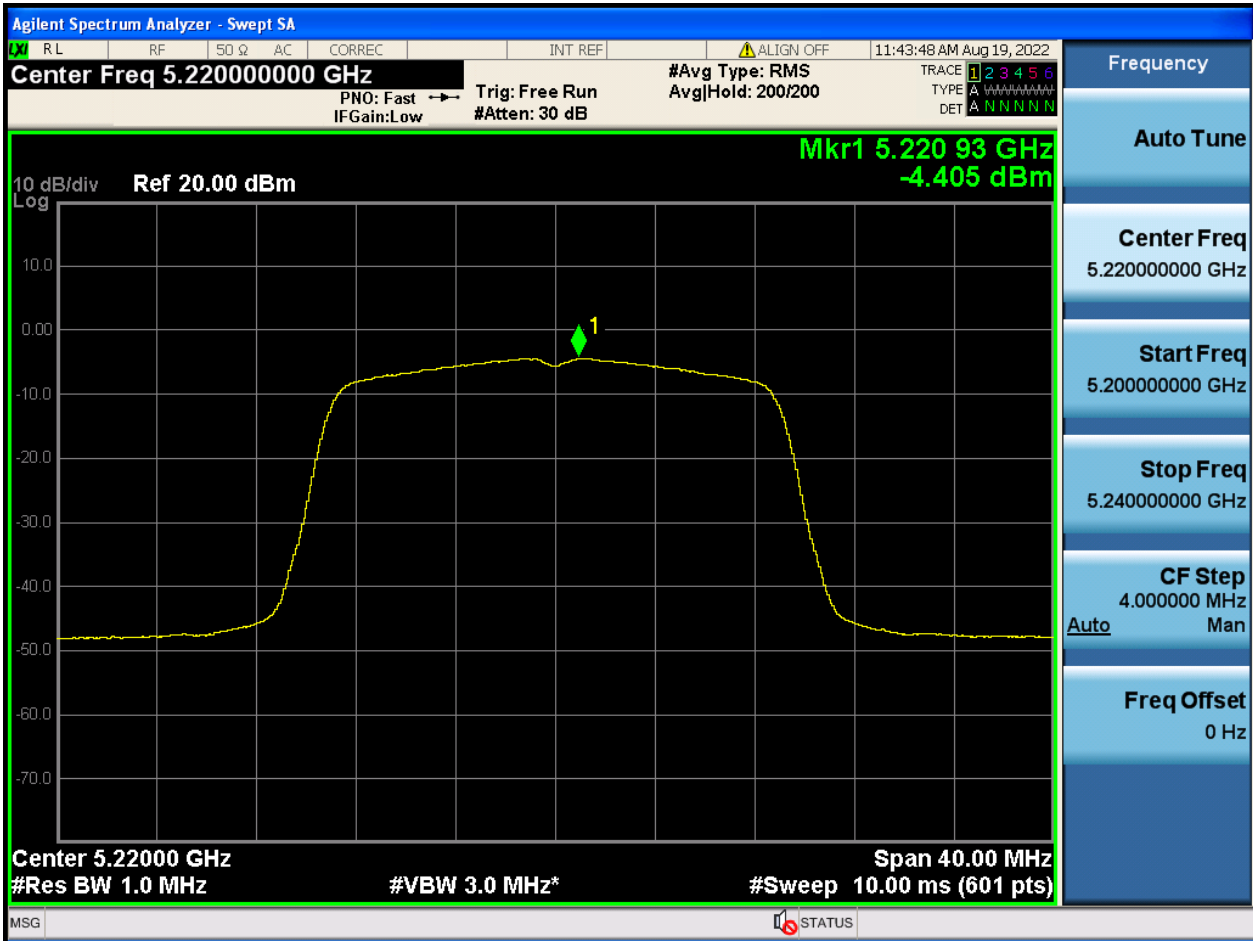 Agilent Spectrum Analyzer - Swept SA
LXI RL RF 50 Ω AC CORREC INT REF ALIGN OFF 11:43:48 AM Aug 19, 2022
Center Freq 5.220000000 GHz
PNO: Fast
IFGain:Low
Trig: Free Run
#Atten: 30 dB
#Avg Type: RMS
Avg|Hold: 200/200
TRACE 1 2 3 4 5 6
TYPE A WWWWWW
DET A N N N N N
Mkr1 5.220 93 GHz
-4.405 dBm
10 dB/div Ref 20.00 dBm
Log
10.0
0.00
-10.0
-20.0
-30.0
-40.0
-50.0
-60.0
-70.0
1
Center 5.22000 GHz Span 40.00 MHz
#Res BW 1.0 MHz #VBW 3.0 MHz* #Sweep 10.00 ms (601 pts)
MSG STATUS
Frequency
Auto Tune
Center Freq
5.220000000 GHz
Start Freq
5.200000000 GHz
Stop Freq
5.240000000 GHz
CF Step
4.000000 MHz
Auto Man
Freq Offset
0 Hz